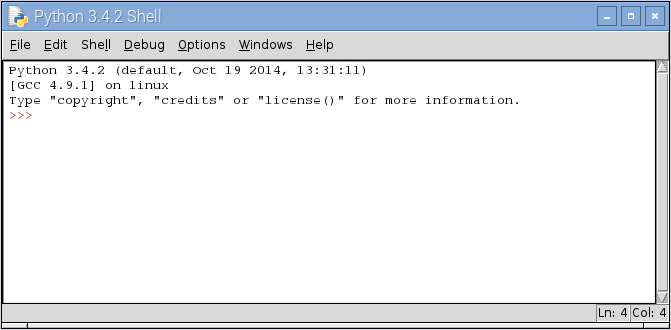 Python 3.4.2 Shell
File Edit Shell Debug Options Windows Help
Python 3.4.2 (default, Oct 19 2014, 13:31:11)
[GCC 4.9.1] on linux
Type "copyright", "credits" or "license()" for more information.
>>>
Ln: 4 Col: 4